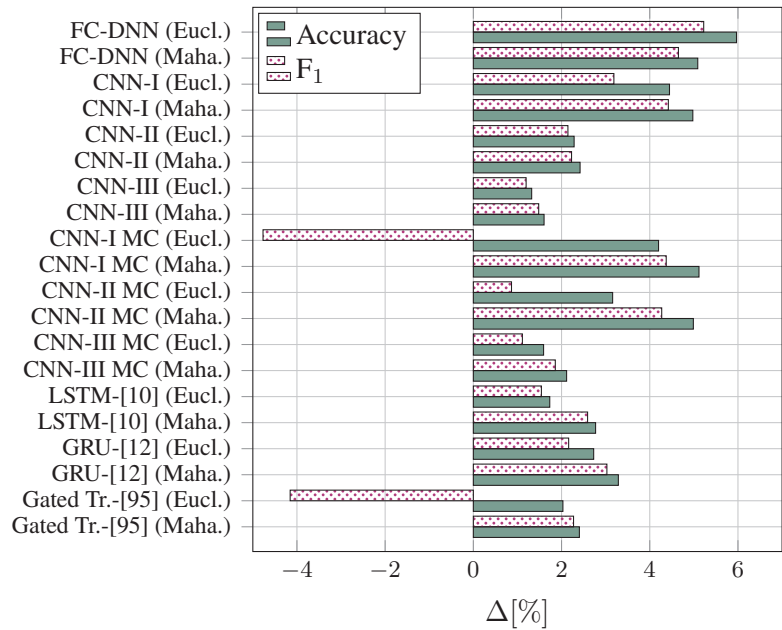 FC-DNN (Eucl.)
FC-DNN (Maha.)
CNN-I (Eucl.)
CNN-I (Maha.)
CNN-II (Eucl.)
CNN-II (Maha.)
CNN-III (Eucl.)
CNN-III (Maha.)
CNN-I MC (Eucl.)
CNN-I MC (Maha.)
CNN-II MC (Eucl.)
CNN-II MC (Maha.)
CNN-III MC (Eucl.)
CNN-III MC (Maha.)
LSTM-[10] (Eucl.)
LSTM-[10] (Maha.)
GRU-[12] (Eucl.)
GRU-[12] (Maha.)
Gated Tr.-[95] (Eucl.)
Gated Tr.-[95] (Maha.)
Accuracy
F₁
−4 −2 0 2 4 6
Δ[%]